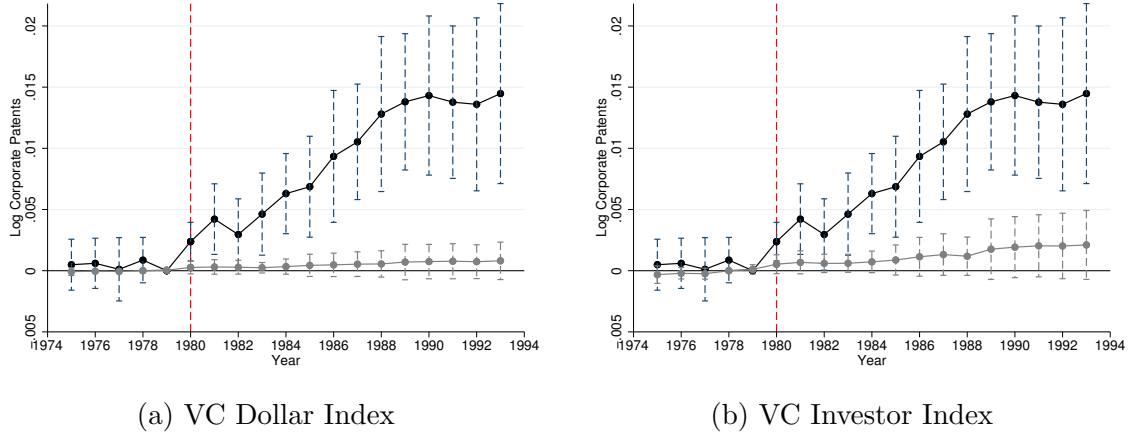 .02
.015
.01
.005
0
.005
Log Corporate Patents
1974 1976 1978 1980 1982 1984 1986 1988 1990 1992 1994
Year
(a) VC Dollar Index
.02
.015
.01
.005
0
.005
Log Corporate Patents
1974 1976 1978 1980 1982 1984 1986 1988 1990 1992 1994
Year
(b) VC Investor Index